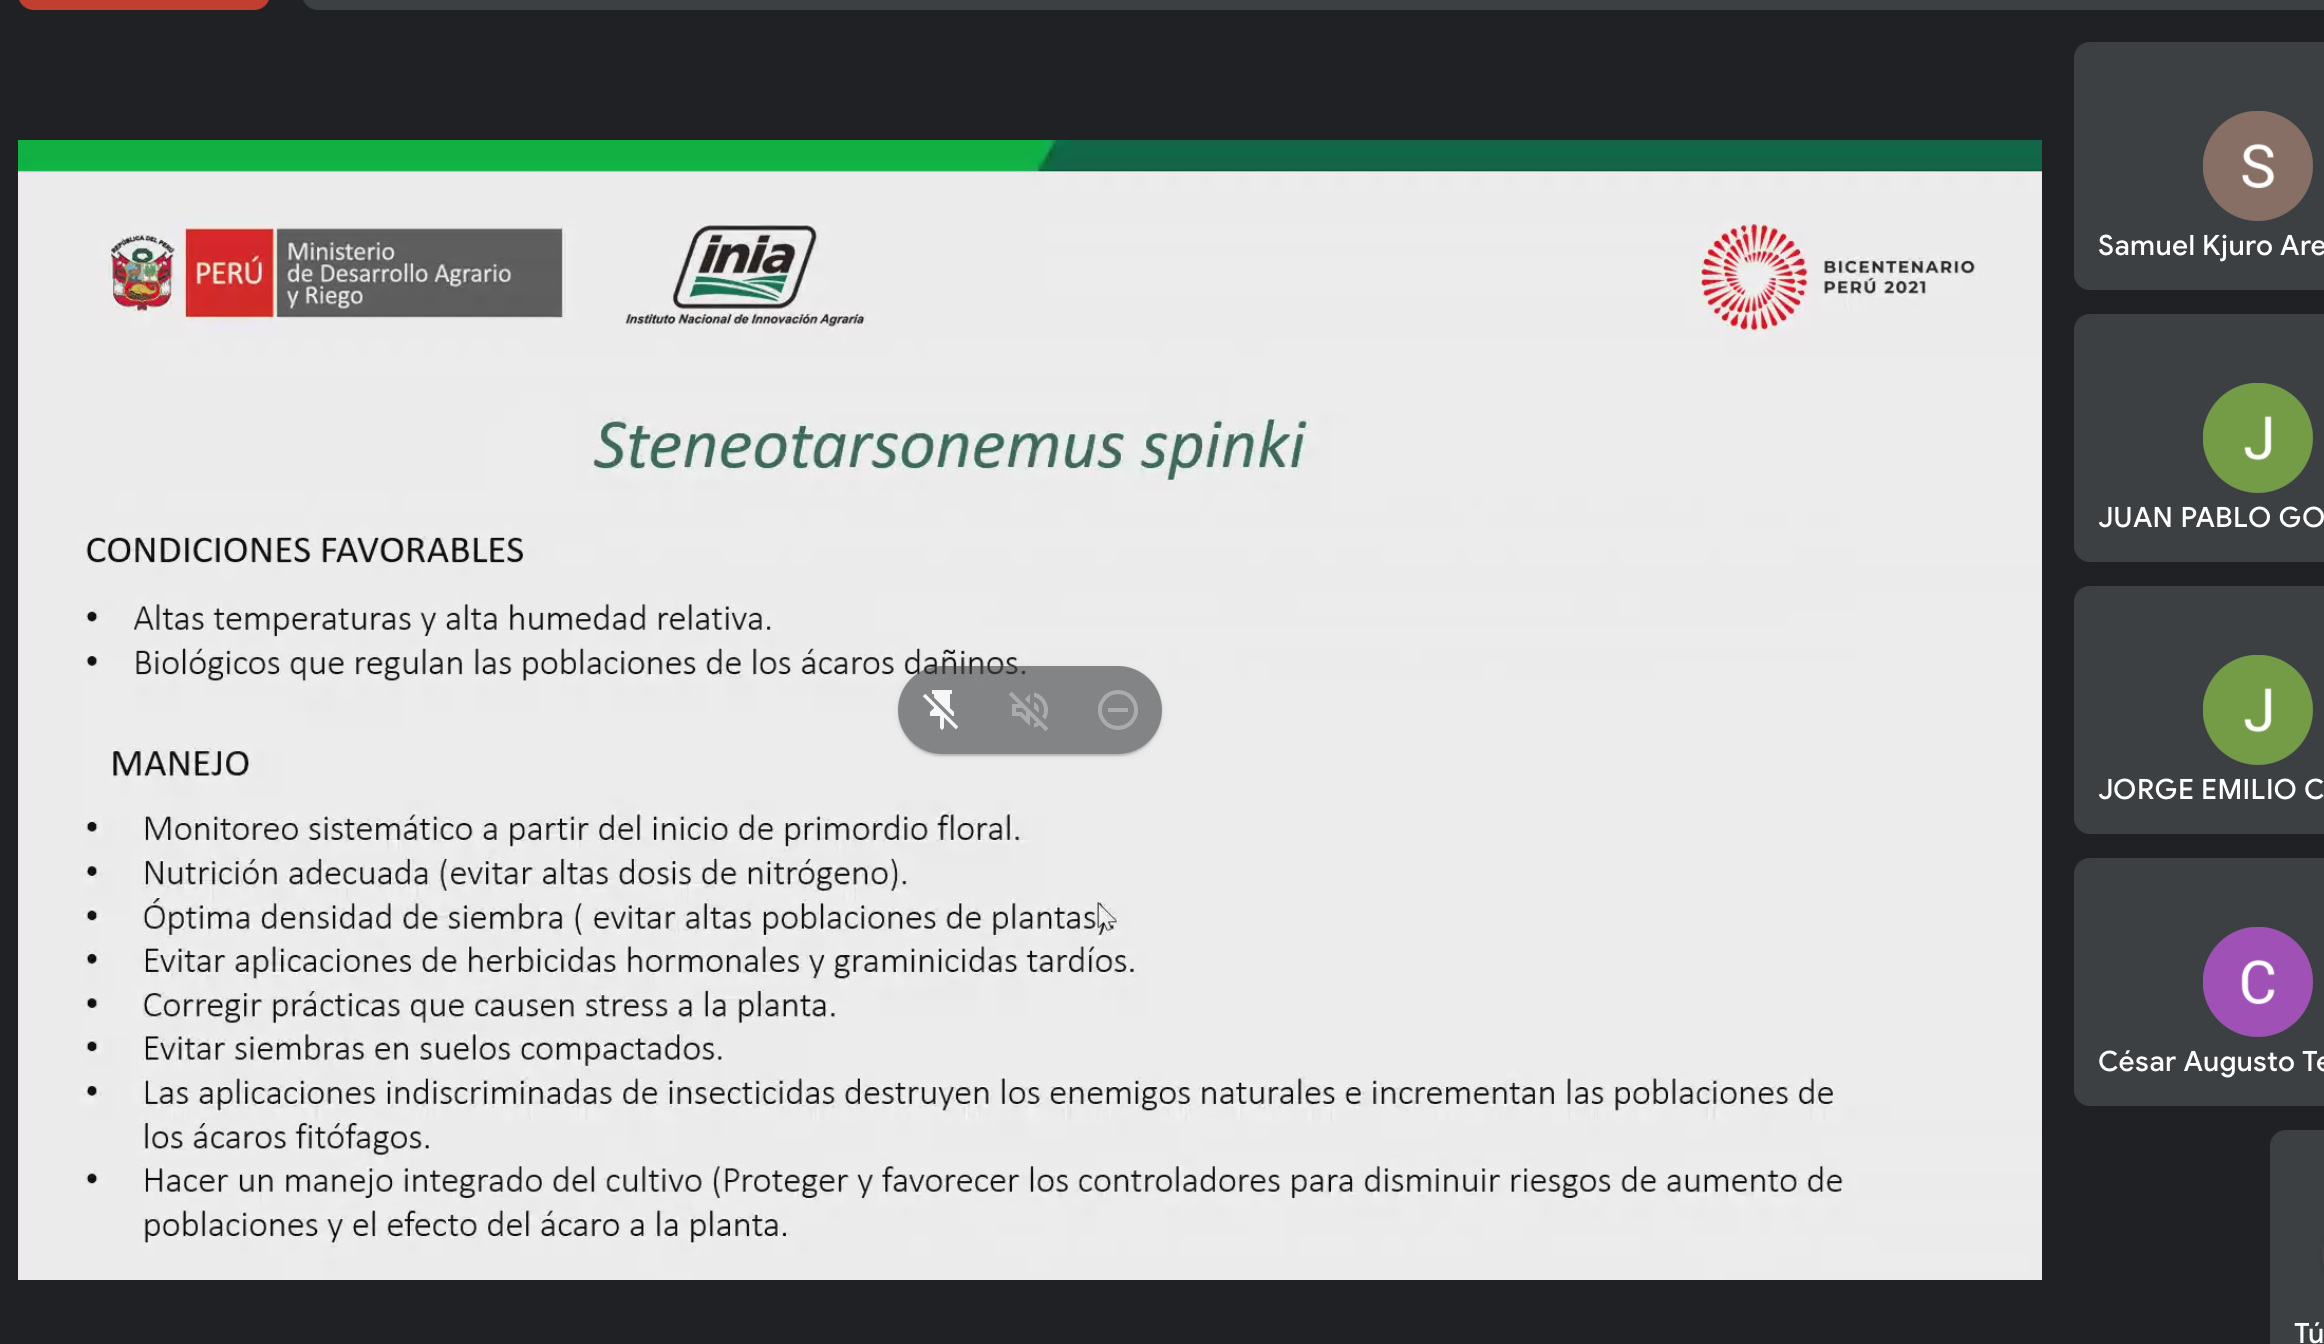 REPÚBLICA DEL PERÚ
PERÚ
Ministerio
de Desarrollo Agrario
y Riego
inia
Instituto Nacional de Innovación Agraria
BICENTENARIO
PERÚ 2021
Steneotarsonemus spinki
CONDICIONES FAVORABLES
• Altas temperaturas y alta humedad relativa.
• Biológicos que regulan las poblaciones de los ácaros dañinos.
MANEJO
• Monitoreo sistemático a partir del inicio de primordio floral.
• Nutrición adecuada (evitar altas dosis de nitrógeno).
• Óptima densidad de siembra ( evitar altas poblaciones de plantas).
• Evitar aplicaciones de herbicidas hormonales y graminicidas tardíos.
• Corregir prácticas que causen stress a la planta.
• Evitar siembras en suelos compactados.
• Las aplicaciones indiscriminadas de insecticidas destruyen los enemigos naturales e incrementan las poblaciones de
los ácaros fitófagos.
• Hacer un manejo integrado del cultivo (Proteger y favorecer los controladores para disminuir riesgos de aumento de
poblaciones y el efecto del ácaro a la planta.
S
Samuel Kjuro Are
J
JUAN PABLO GO
J
JORGE EMILIO C
C
César Augusto Te
Tú